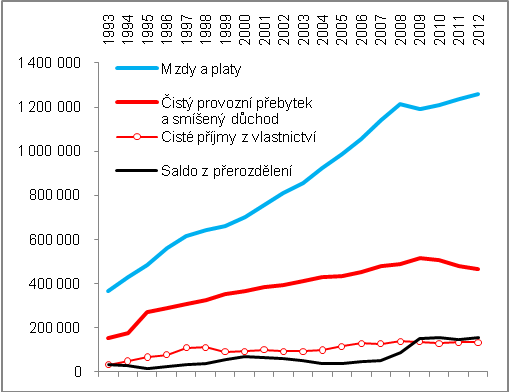 1993 1994 1995 1996 1997 1998 1999 2000 2001 2002 2003 2004 2005 2006 2007 2008 2009 2010 2011 2012
1 400 000
1 200 000
1 000 000
800 000
600 000
400 000
200 000
0
Mzdy a platy
Čistý provozní přebytek
a smíšený důchod
Čisté příjmy z vlastnictví
Saldo z přerozdělení